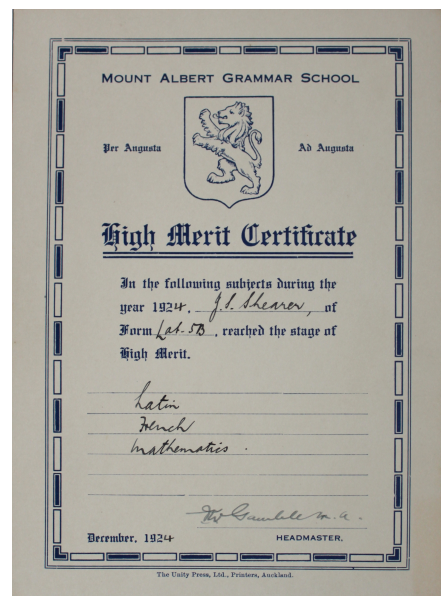 MOUNT ALBERT GRAMMAR SCHOOL
Per Angusta Ad Augusta
High Merit Certificate
In the following subjects during the
year 1924, J. S. Shearer, of
Form Lat. 5B, reached the stage of
High Merit.
Latin
French
Mathematics.
Gamble M.A.
December, 1924 HEADMASTER.
The Unity Press, Ltd., Printers, Auckland.